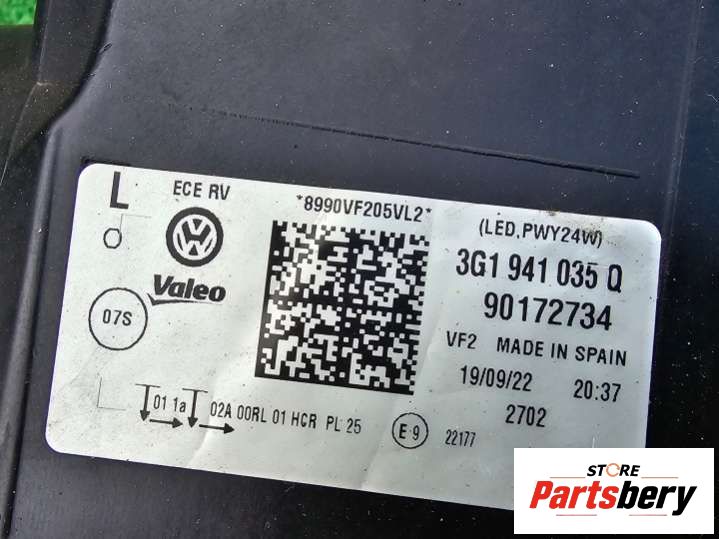 L
ECE RV
*8990VF205VL2*
(LED,PWY24W)
3G1 941 035 Q
Valeo
90172734
07S
VF2 MADE IN SPAIN
19/09/22 20:37
2702
01 1a 02A 00RL 01 HCR PL 25
E9 22177
STORE
Partsbery